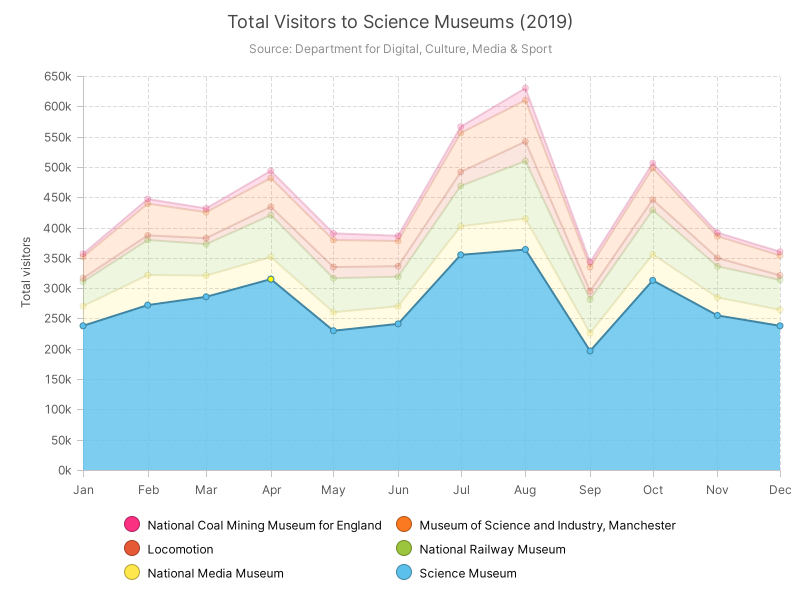 Total Visitors to Science Museums (2019)
Source: Department for Digital, Culture, Media & Sport
Total visitors
650k
600k
550k
500k
450k
400k
350k
300k
250k
200k
150k
100k
50k
0k
Jan Feb Mar Apr May Jun Jul Aug Sep Oct Nov Dec
National Coal Mining Museum for England Museum of Science and Industry, Manchester
Locomotion National Railway Museum
National Media Museum Science Museum